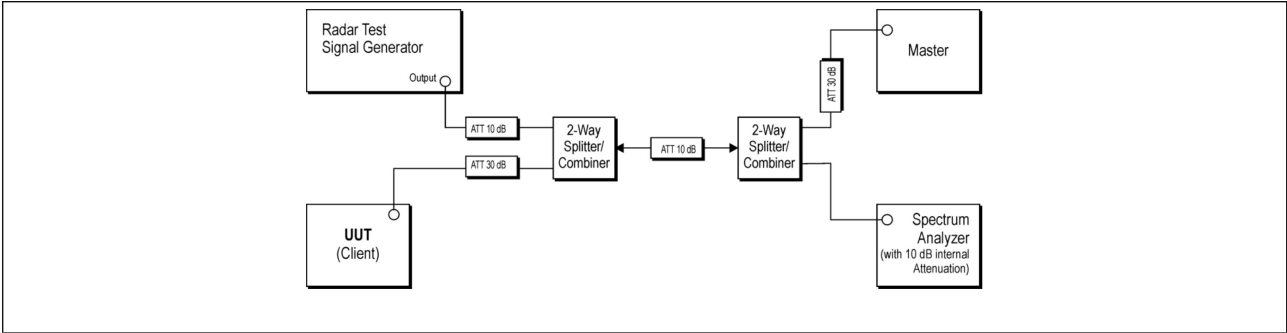 Radar Test
Signal Generator
Output
ATT 10 dB
ATT 30 dB
2-Way
Splitter/
Combiner
ATT 10 dB
2-Way
Splitter/
Combiner
ATT 30 dB
Master
UUT
(Client)
Spectrum
Analyzer
(with 10 dB internal
Attenuation)